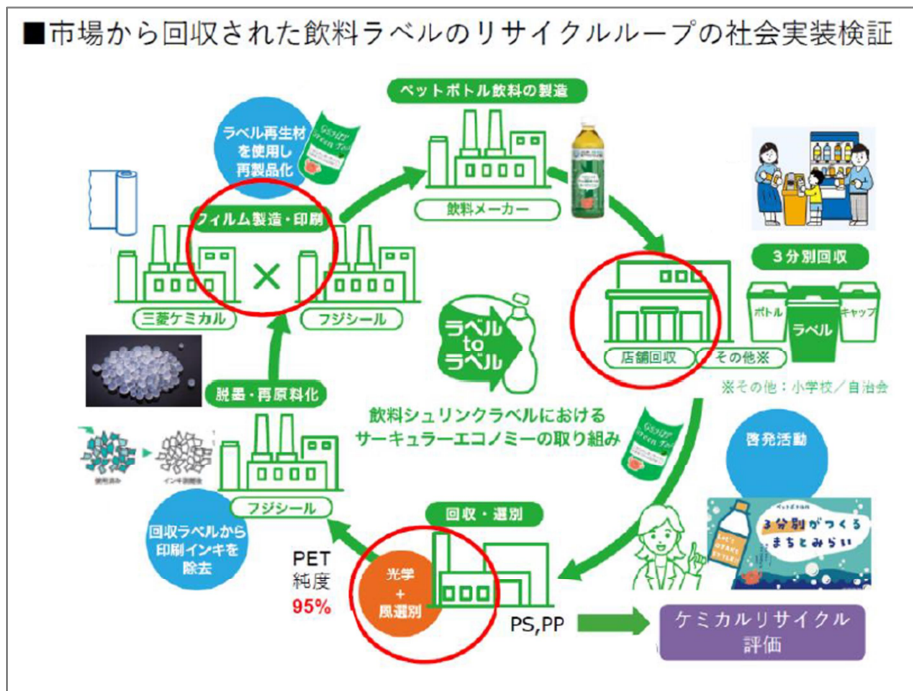 ■市場から回収された飲料ラベルのリサイクルループの社会実装検証
ペットボトル飲料の製造
飲料メーカー
ラベル再生材
を使用し
再製品化
フィルム製造・印刷
三菱ケミカル
×
フジシール
3分別回収
ボトル
ラベル
キャップ
店舗回収
その他※
※その他：小学校／自治会
ラベル
to
ラベル
飲料シュリンクラベルにおける
サーキュラーエコノミーの取り組み
脱墨・再原料化
フジシール
回収ラベルから
印刷インキを
除去
啓発活動
3分別がつくる
まちとみらい
回収・選別
光学
+
風選別
PET
純度
95%
PS,PP
ケミカルリサイクル
評価